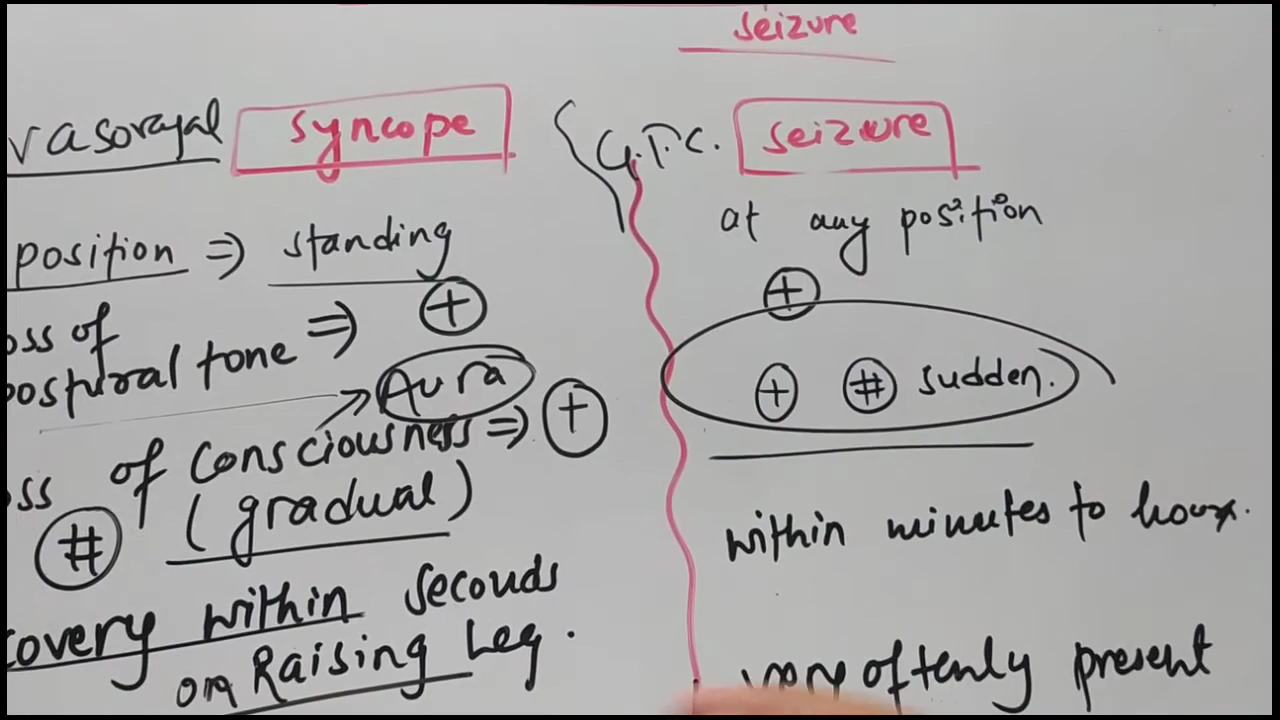 seizure
vasovagal syncope
position ⇒ standing
oss of
postural tone ⇒ +
Aura
oss of consciousness ⇒ +
# (gradual)
covery within seconds
on Raising Leg.
G.T.C. seizure
at any position
+
+ # sudden.
within minutes to hours.
very oftenly present